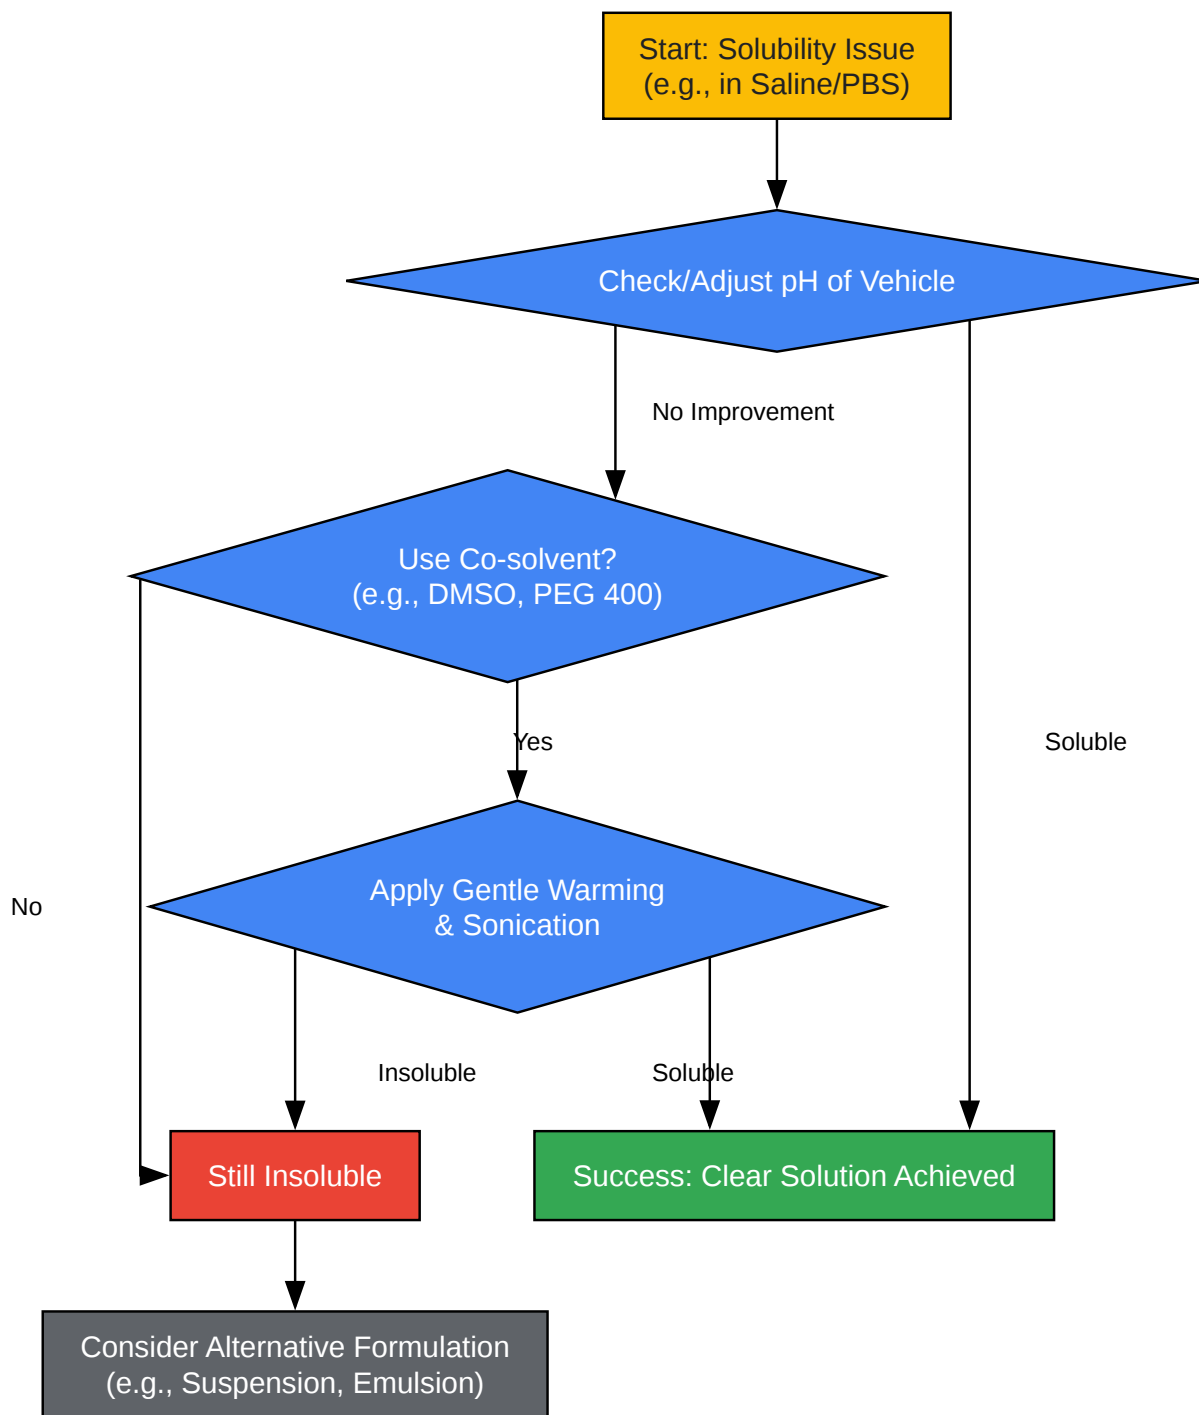 Start: Solubility Issue
(e.g., in Saline/PBS)
Check/Adjust pH of Vehicle
No Improvement
Use Co-solvent?
(e.g., DMSO, PEG 400)
Yes
Soluble
Apply Gentle Warming
& Sonication
No
Insoluble
Soluble
Still Insoluble
Success: Clear Solution Achieved
Consider Alternative Formulation
(e.g., Suspension, Emulsion)